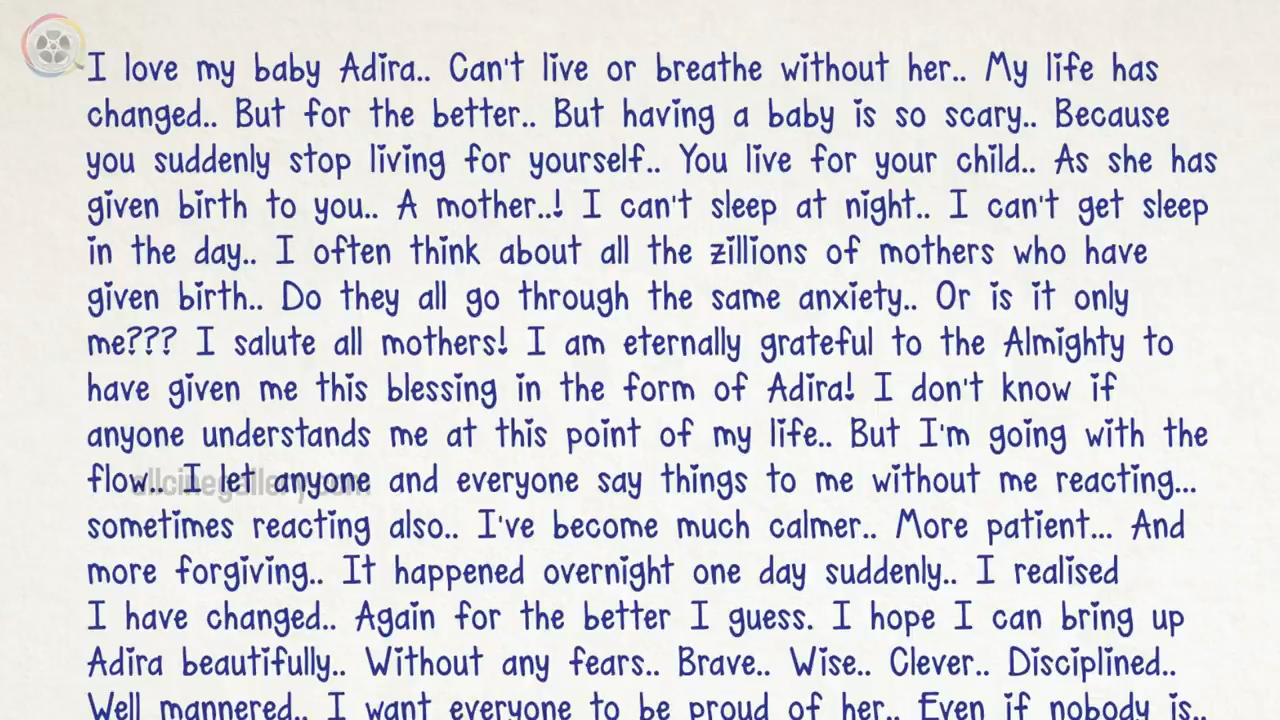 I love my baby Adira.. Can't live or breathe without her.. My life has
changed.. But for the better.. But having a baby is so scary.. Because
you suddenly stop living for yourself.. You live for your child.. As she has
given birth to you.. A mother..! I can't sleep at night.. I can't get sleep
in the day.. I often think about all the zillions of mothers who have
given birth.. Do they all go through the same anxiety.. Or is it only
me??? I salute all mothers! I am eternally grateful to the Almighty to
have given me this blessing in the form of Adira! I don't know if
anyone understands me at this point of my life.. But I'm going with the
flow.. I let anyone and everyone say things to me without me reacting...
allcinegallery.com
sometimes reacting also.. I've become much calmer.. More patient... And
more forgiving.. It happened overnight one day suddenly.. I realised
I have changed.. Again for the better I guess. I hope I can bring up
Adira beautifully.. Without any fears.. Brave.. Wise.. Clever.. Disciplined..
Well mannered.. I want everyone to be proud of her.. Even if nobody is..